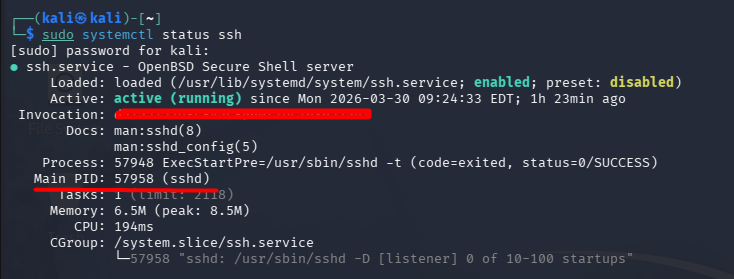 ┌──(kali㉿kali)-[~]
└─$ sudo systemctl status ssh
[sudo] password for kali:
● ssh.service - OpenBSD Secure Shell server
Loaded: loaded (/usr/lib/systemd/system/ssh.service; enabled; preset: disabled)
Active: active (running) since Mon 2026-03-30 09:24:33 EDT; 1h 23min ago
Invocation:
Docs: man:sshd(8)
man:sshd_config(5)
Process: 57948 ExecStartPre=/usr/sbin/sshd -t (code=exited, status=0/SUCCESS)
Main PID: 57958 (sshd)
Tasks: 1 (limit: 2118)
Memory: 6.5M (peak: 8.5M)
CPU: 194ms
CGroup: /system.slice/ssh.service
└─57958 "sshd: /usr/sbin/sshd -D [listener] 0 of 10-100 startups"